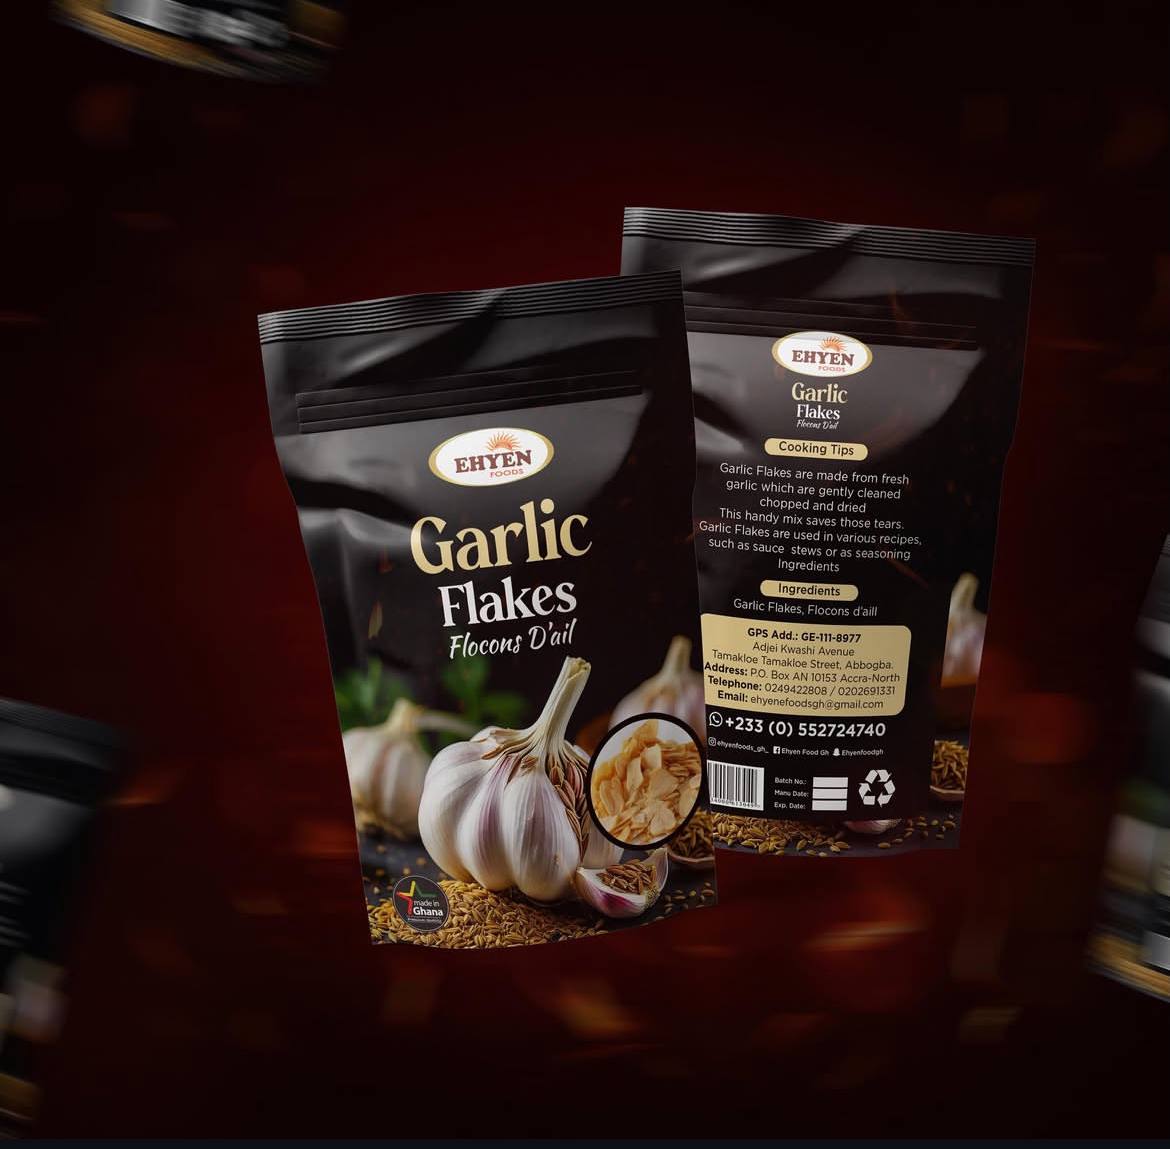 EHYEN
FOODS
Garlic
Flakes
Flocons D'ail
made in
Ghana
EHYEN
FOODS
Garlic
Flakes
Flocons D'ail
Cooking Tips
Garlic Flakes are made from fresh
garlic which are gently cleaned
chopped and dried
This handy mix saves those tears.
Garlic Flakes are used in various recipes,
such as sauce stews or as seasoning
Ingredients
Ingredients
Garlic Flakes, Flocons d'aill
GPS Add.: GE-111-8977
Adjei Kwashi Avenue
Tamakloe Tamakloe Street, Abbogba.
Address: P.O. Box AN 10153 Accra-North
Telephone: 0249422808 / 0202691331
Email: ehyenefoodsgh@gmail.com
+233 (0) 552724740
ehyenfoods_gh_ Ehyen Food Gh Ehyenfoodgh
Batch No.:
Manu Date:
Exp. Date: